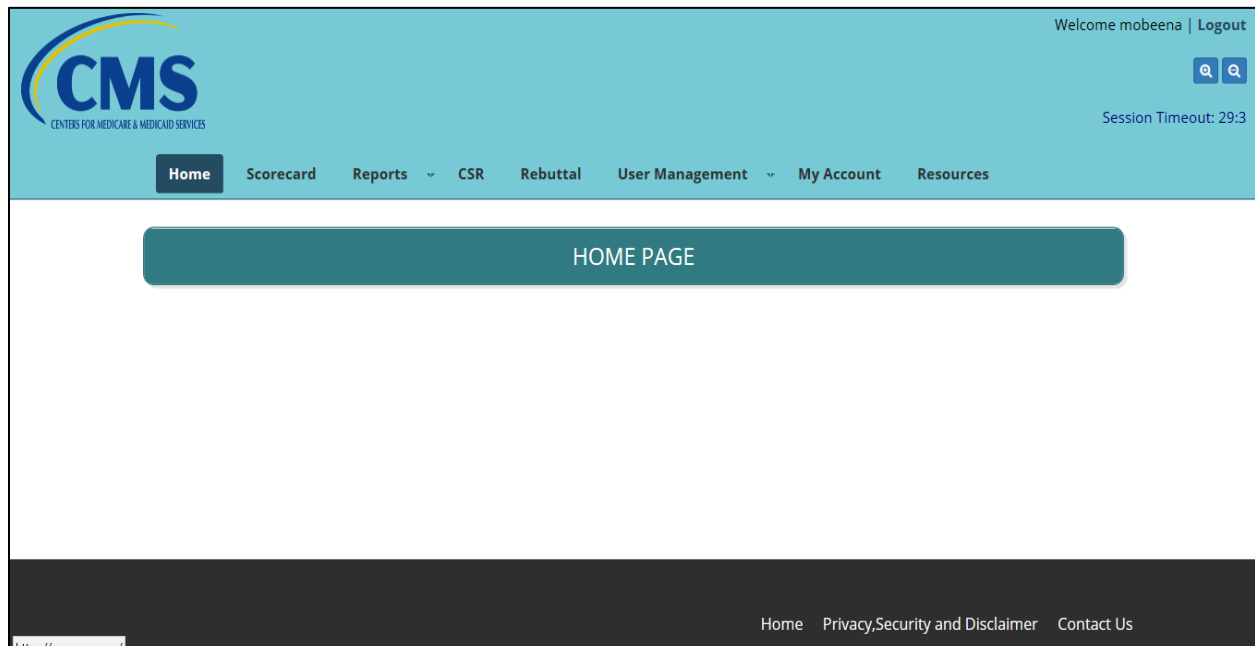 Welcome mobeena | Logout
CMS
CENTERS FOR MEDICARE & MEDICAID SERVICES
Session Timeout: 29:3
Home Scorecard Reports CSR Rebuttal User Management My Account Resources
HOME PAGE
Home Privacy,Security and Disclaimer Contact Us